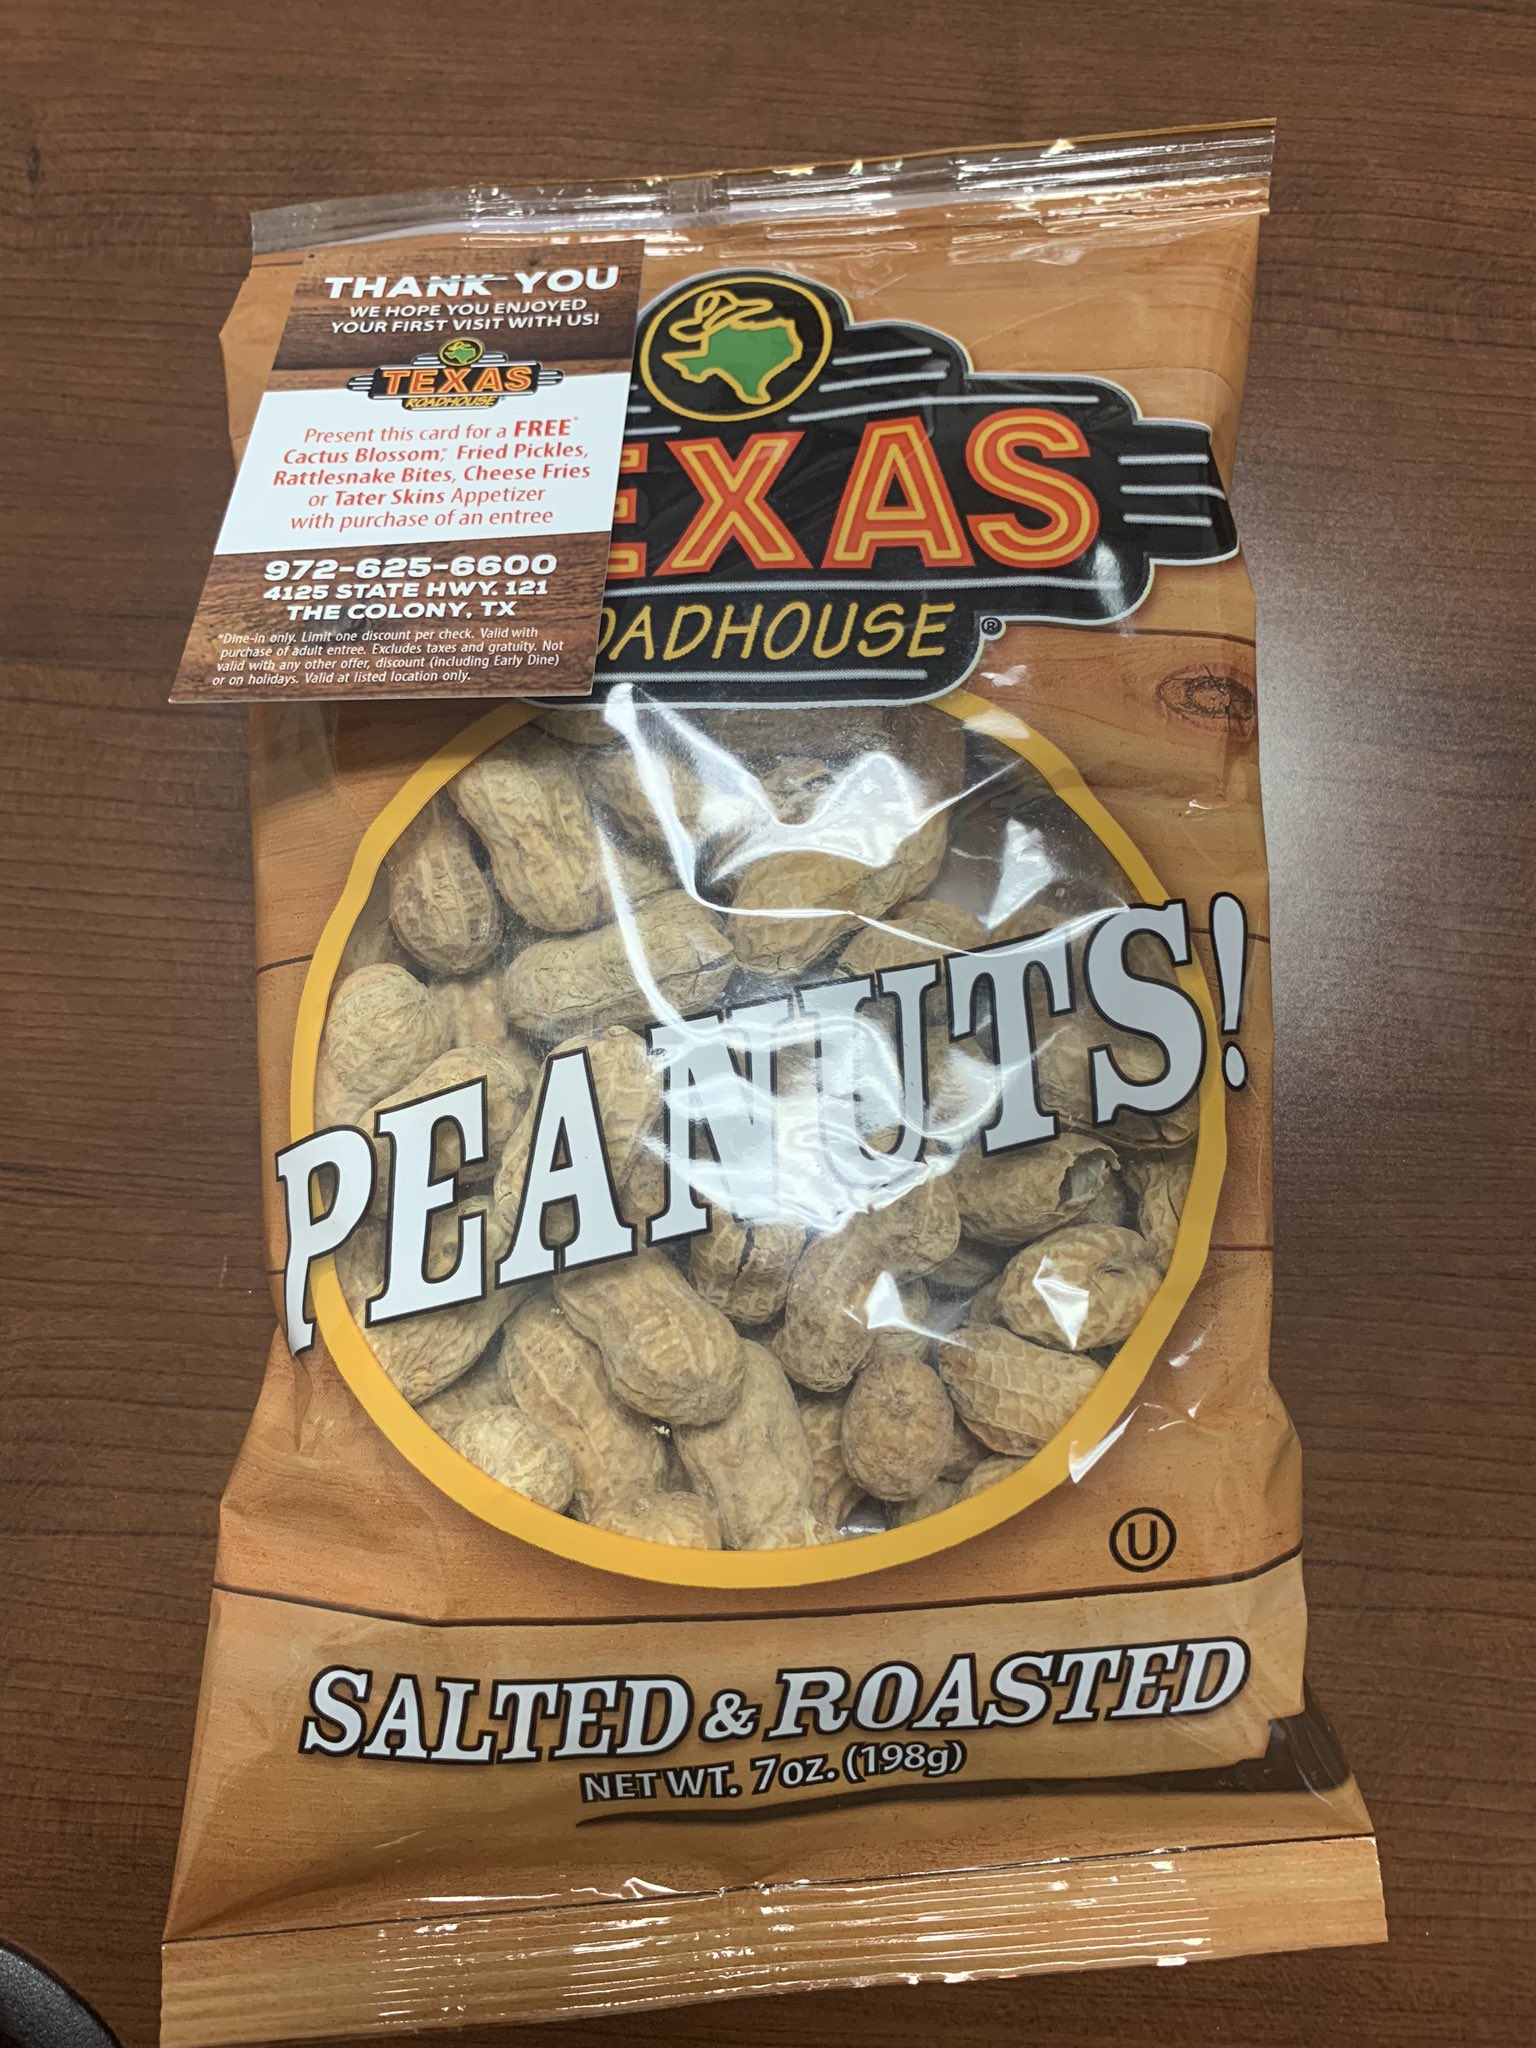 THANK YOU
WE HOPE YOU ENJOYED
YOUR FIRST VISIT WITH US!
TEXAS
ROADHOUSE
Present this card for a FREE*
Cactus Blossom,® Fried Pickles,
Rattlesnake Bites, Cheese Fries
or Tater Skins Appetizer
with purchase of an entree
972-625-6600
4125 STATE HWY. 121
THE COLONY, TX
*Dine-in only. Limit one discount per check. Valid with
purchase of adult entree. Excludes taxes and gratuity. Not
valid with any other offer, discount (including Early Dine)
or on holidays. Valid at listed location only.
EXAS
OADHOUSE®
PEANUTS!
U
SALTED & ROASTED
NET WT. 7 oz. (198g)